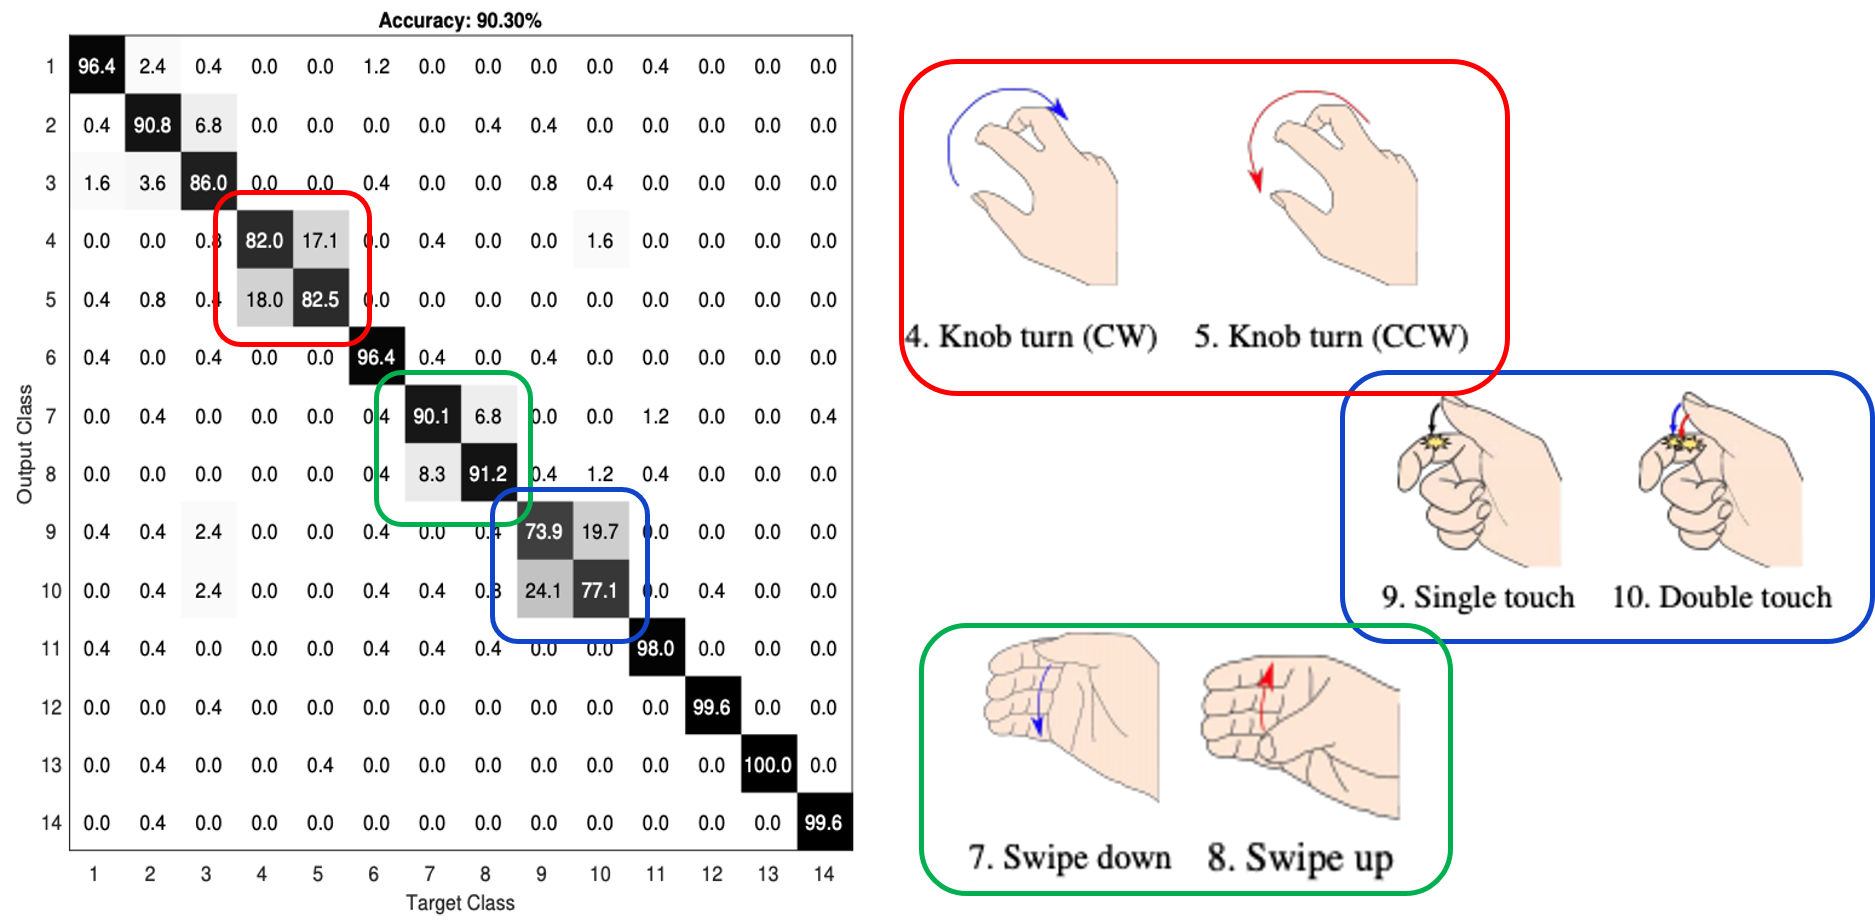 Accuracy: 90.30%
1 96.4 2.4 0.4 0.0 0.0 1.2 0.0 0.0 0.0 0.0 0.4 0.0 0.0 0.0
2 0.4 90.8 6.8 0.0 0.0 0.0 0.0 0.4 0.4 0.0 0.0 0.0 0.0 0.0
3 1.6 3.6 86.0 0.0 0.0 0.4 0.0 0.0 0.8 0.4 0.0 0.0 0.0 0.0
4 0.0 0.0 0.8 82.0 17.1 0.0 0.4 0.0 0.0 1.6 0.0 0.0 0.0 0.0
5 0.4 0.8 0.4 18.0 82.5 0.0 0.0 0.0 0.0 0.0 0.0 0.0 0.0 0.0
6 0.4 0.0 0.4 0.0 0.0 96.4 0.4 0.0 0.4 0.0 0.0 0.0 0.0 0.0
7 0.0 0.4 0.0 0.0 0.0 0.4 90.1 6.8 0.0 0.0 1.2 0.0 0.0 0.4
8 0.0 0.0 0.0 0.0 0.0 0.4 8.3 91.2 0.4 1.2 0.4 0.0 0.0 0.0
9 0.4 0.4 2.4 0.0 0.0 0.4 0.0 0.4 73.9 19.7 0.0 0.0 0.0 0.0
10 0.0 0.4 2.4 0.0 0.0 0.4 0.4 0.8 24.1 77.1 0.0 0.4 0.0 0.0
11 0.4 0.4 0.0 0.0 0.0 0.4 0.4 0.4 0.0 0.0 98.0 0.0 0.0 0.0
12 0.0 0.0 0.4 0.0 0.0 0.0 0.0 0.0 0.0 0.0 0.0 99.6 0.0 0.0
13 0.0 0.4 0.0 0.0 0.4 0.0 0.0 0.0 0.0 0.0 0.0 0.0 100.0 0.0
14 0.0 0.4 0.0 0.0 0.0 0.0 0.0 0.0 0.0 0.0 0.0 0.0 0.0 99.6
1 2 3 4 5 6 7 8 9 10 11 12 13 14
Target Class
Output Class
4. Knob turn (CW) 5. Knob turn (CCW)
9. Single touch 10. Double touch
7. Swipe down 8. Swipe up